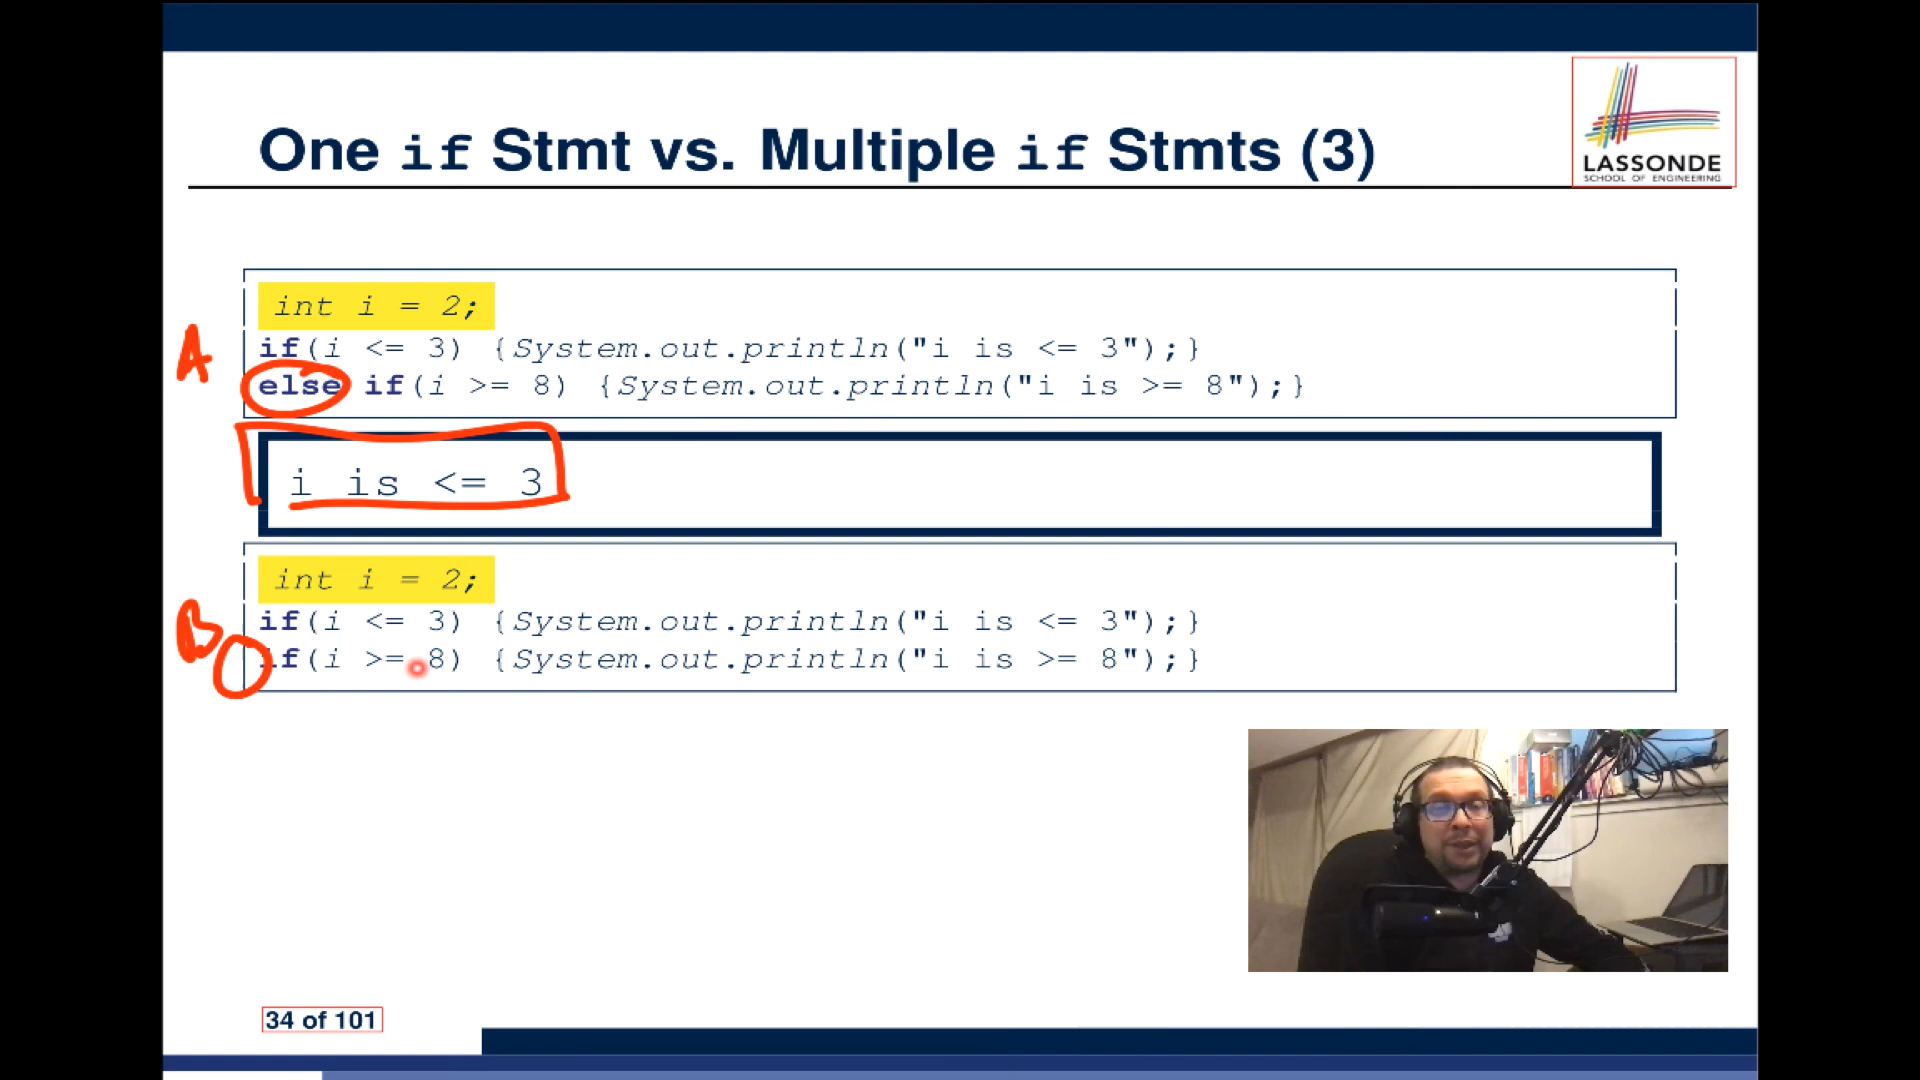 One if Stmt vs. Multiple if Stmts (3)
LASSONDE
SCHOOL OF ENGINEERING
A
int i = 2;
if(i <= 3) {System.out.println("i is <= 3");}
else if(i >= 8) {System.out.println("i is >= 8");}
i is <= 3
B
int i = 2;
if(i <= 3) {System.out.println("i is <= 3");}
if(i >= 8) {System.out.println("i is >= 8");}
34 of 101